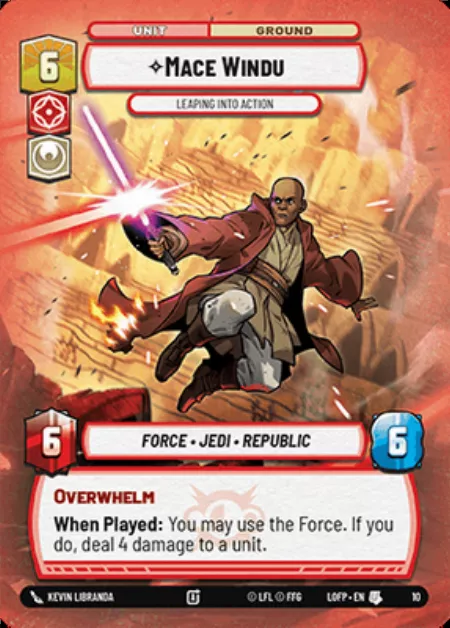 UNIT GROUND
6
✧MACE WINDU
LEAPING INTO ACTION
6
FORCE • JEDI • REPUBLIC
6
OVERWHELM
When Played: You may use the Force. If you
do, deal 4 damage to a unit.
KEVIN LIBRANDA © LFL © FFG LOFP • EN 10